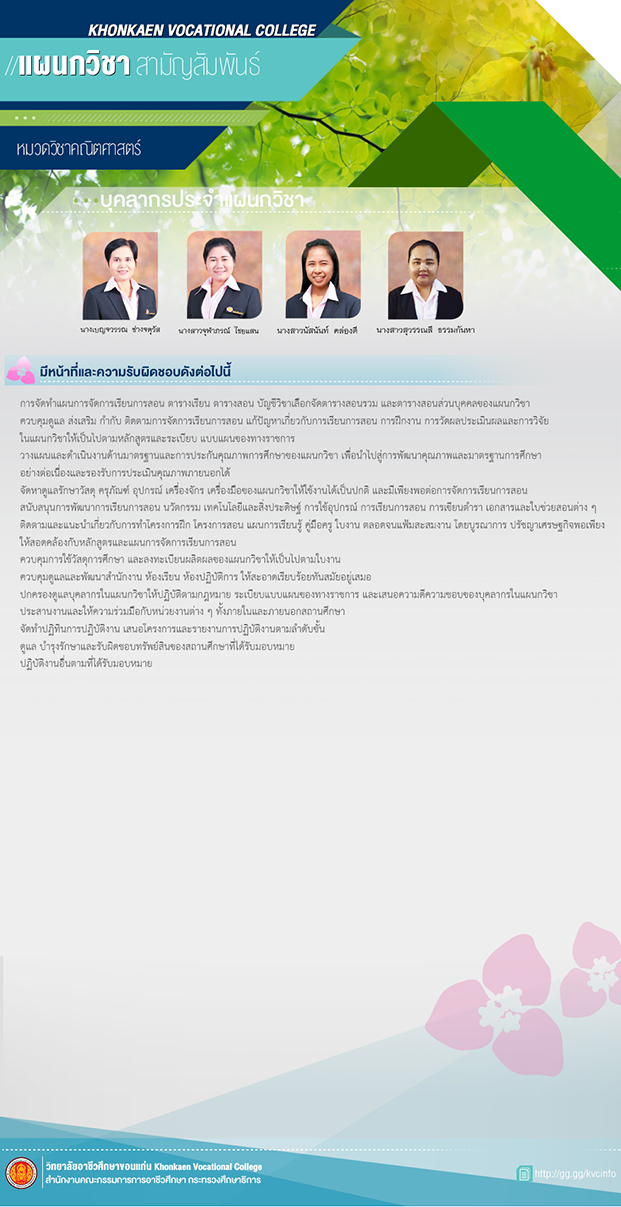 KHONKAEN VOCATIONAL COLLEGE
//แผนกวิชา สามัญสัมพันธ์
หมวดวิชาคณิตศาสตร์
บุคลากรประจำแผนกวิชา
นางเบญจวรรณ ช่างจตุรัส
นางสาวจุฬาภรณ์ ไชยแสน
นางสาวนัสนันท์ คล่องดี
นางสาวสุวรรณลี ธรรมกันหา
มีหน้าที่และความรับผิดชอบดังต่อไปนี้
การจัดทำแผนการจัดการเรียนการสอน ตารางเรียน ตารางสอน บัญชีวิชาเลือกจัดตารางสอนรวม และตารางสอนส่วนบุคคลของแผนกวิชา
ควบคุมดูแล ส่งเสริม กำกับ ติดตามการจัดการเรียนการสอน แก้ปัญหาเกี่ยวกับการเรียนการสอน การฝึกงาน การวัดผลประเมินผลและการวิจัย
ในแผนกวิชาให้เป็นไปตามหลักสูตรและระเบียบ แบบแผนของทางราชการ
วางแผนและดำเนินงานด้านมาตรฐานและการประกันคุณภาพการศึกษาของแผนกวิชา เพื่อนำไปสู่การพัฒนาคุณภาพและมาตรฐานการศึกษา
อย่างต่อเนื่องและรองรับการประเมินคุณภาพภายนอกได้
จัดหาดูแลรักษาวัสดุ ครุภัณฑ์ อุปกรณ์ เครื่องจักร เครื่องมือของแผนกวิชาให้ใช้งานได้เป็นปกติ และมีเพียงพอต่อการจัดการเรียนการสอน
สนับสนุนการพัฒนาการเรียนการสอน นวัตกรรม เทคโนโลยีและสิ่งประดิษฐ์ การใช้อุปกรณ์ การเรียนการสอน การเขียนตำรา เอกสารและใบช่วยสอนต่าง ๆ
ติดตามและแนะนำเกี่ยวกับการทำโครงการฝึก โครงการสอน แผนการเรียนรู้ คู่มือครู ใบงาน ตลอดจนแฟ้มสะสมงาน โดยบูรณาการ ปรัชญาเศรษฐกิจพอเพียง
ให้สอดคล้องกับหลักสูตรและแผนการจัดการเรียนการสอน
ควบคุมการใช้วัสดุการศึกษา และลงทะเบียนผลิตผลของแผนกวิชาให้เป็นไปตามใบงาน
ควบคุมดูแลและพัฒนาสำนักงาน ห้องเรียน ห้องปฏิบัติการ ให้สะอาดเรียบร้อยทันสมัยอยู่เสมอ
ปกครองดูแลบุคลากรในแผนกวิชาให้ปฏิบัติตามกฎหมาย ระเบียบแบบแผนของทางราชการ และเสนอความดีความชอบของบุคลากรในแผนกวิชา
ประสานงานและให้ความร่วมมือกับหน่วยงานต่าง ๆ ทั้งภายในและภายนอกสถานศึกษา
จัดทำปฏิทินการปฏิบัติงาน เสนอโครงการและรายงานการปฏิบัติงานตามลำดับขั้น
ดูแล บำรุงรักษาและรับผิดชอบทรัพย์สินของสถานศึกษาที่ได้รับมอบหมาย
ปฏิบัติงานอื่นตามที่ได้รับมอบหมาย
วิทยาลัยอาชีวศึกษาขอนแก่น Khonkaen Vocational College
สำนักงานคณะกรรมการการอาชีวศึกษา กระทรวงศึกษาธิการ
http://gg.gg/kvcinfo